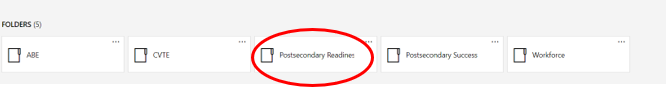 FOLDERS (5)
ABE
CVTE
Postsecondary Readines
Postsecondary Success
Workforce